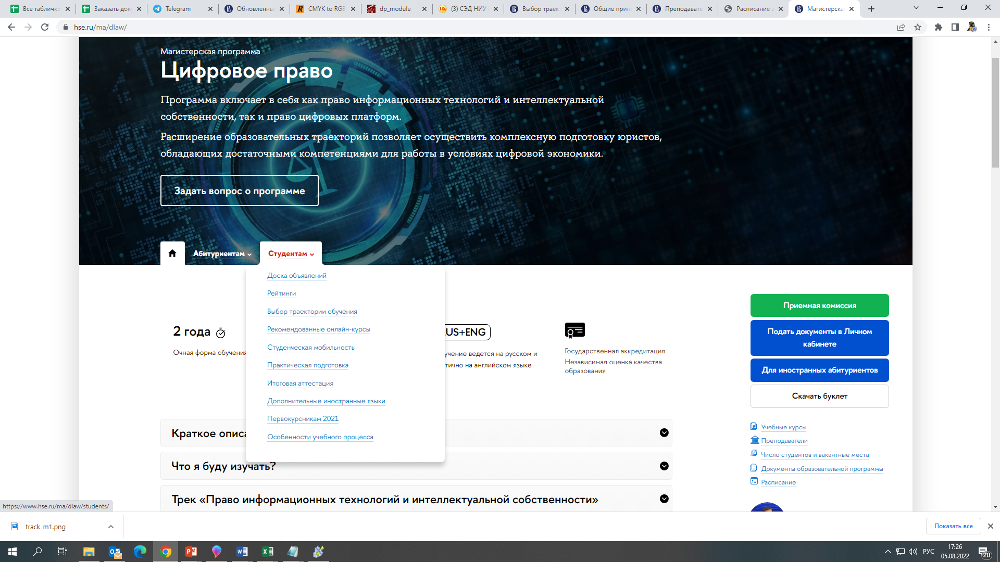 Все таблички
Заказать док
Telegram
Обновленны
CMYK to RGB
dp_module
(3) СЭД НИУ
Выбор траек
Общие прин
Преподавате
Расписание з
Магистерска
hse.ru/ma/dlaw/
Магистерская программа
Цифровое право
Программа включает в себя как право информационных технологий и интеллектуальной
собственности, так и право цифровых платформ.
Расширение образовательных траекторий позволяет осуществить комплексную подготовку юристов,
обладающих достаточными компетенциями для работы в условиях цифровой экономики.
Задать вопрос о программе
Абитуриентам
Студентам
Доска объявлений
Рейтинги
Выбор траектории обучения
Рекомендованные онлайн-курсы
Студенческая мобильность
Практическая подготовка
Итоговая аттестация
Дополнительные иностранные языки
Первокурсникам 2021
Особенности учебного процесса
2 года
Очная форма обучения
RUS+ENG
учение ведется на русском и
тично на английском языке
Государственная аккредитация
Независимая оценка качества
образования
Приемная комиссия
Подать документы в Личном
кабинете
Для иностранных абитуриентов
Скачать буклет
Учебные курсы
Преподаватели
Число студентов и вакантные места
Документы образовательной программы
15 Расписание
Краткое описа
Что я буду изучать?
Трек «Право информационных технологий и интеллектуальной собственности»
https://www.hse.ru/ma/dlaw/students/
track_m1.png
Показать все
РУС
17:26
05.08.2022
20